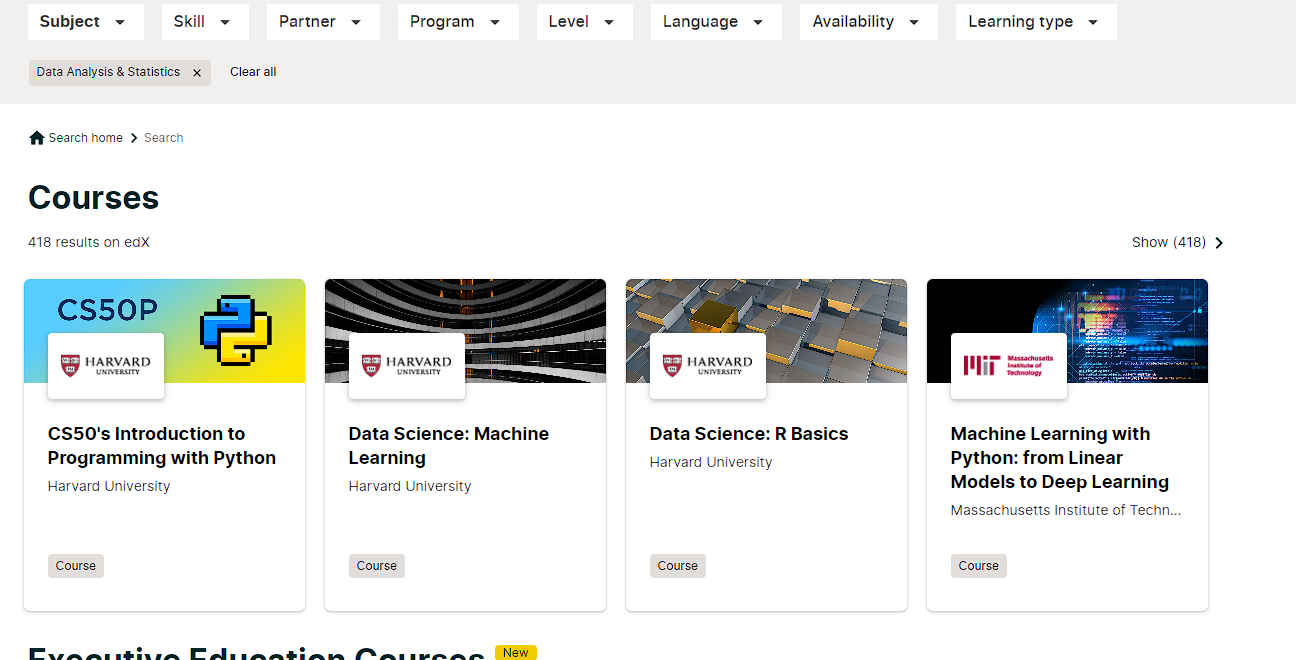 Subject Skill Partner Program Level Language Availability Learning type
Data Analysis & Statistics × Clear all
Search home > Search
Courses
418 results on edX Show (418) >
CS50P
HARVARD UNIVERSITY
HARVARD UNIVERSITY
HARVARD UNIVERSITY
MIT Massachusetts Institute of Technology
CS50's Introduction to
Programming with Python
Harvard University
Course
Data Science: Machine
Learning
Harvard University
Course
Data Science: R Basics
Harvard University
Course
Machine Learning with
Python: from Linear
Models to Deep Learning
Massachusetts Institute of Techn...
Course
Executive Education Courses New